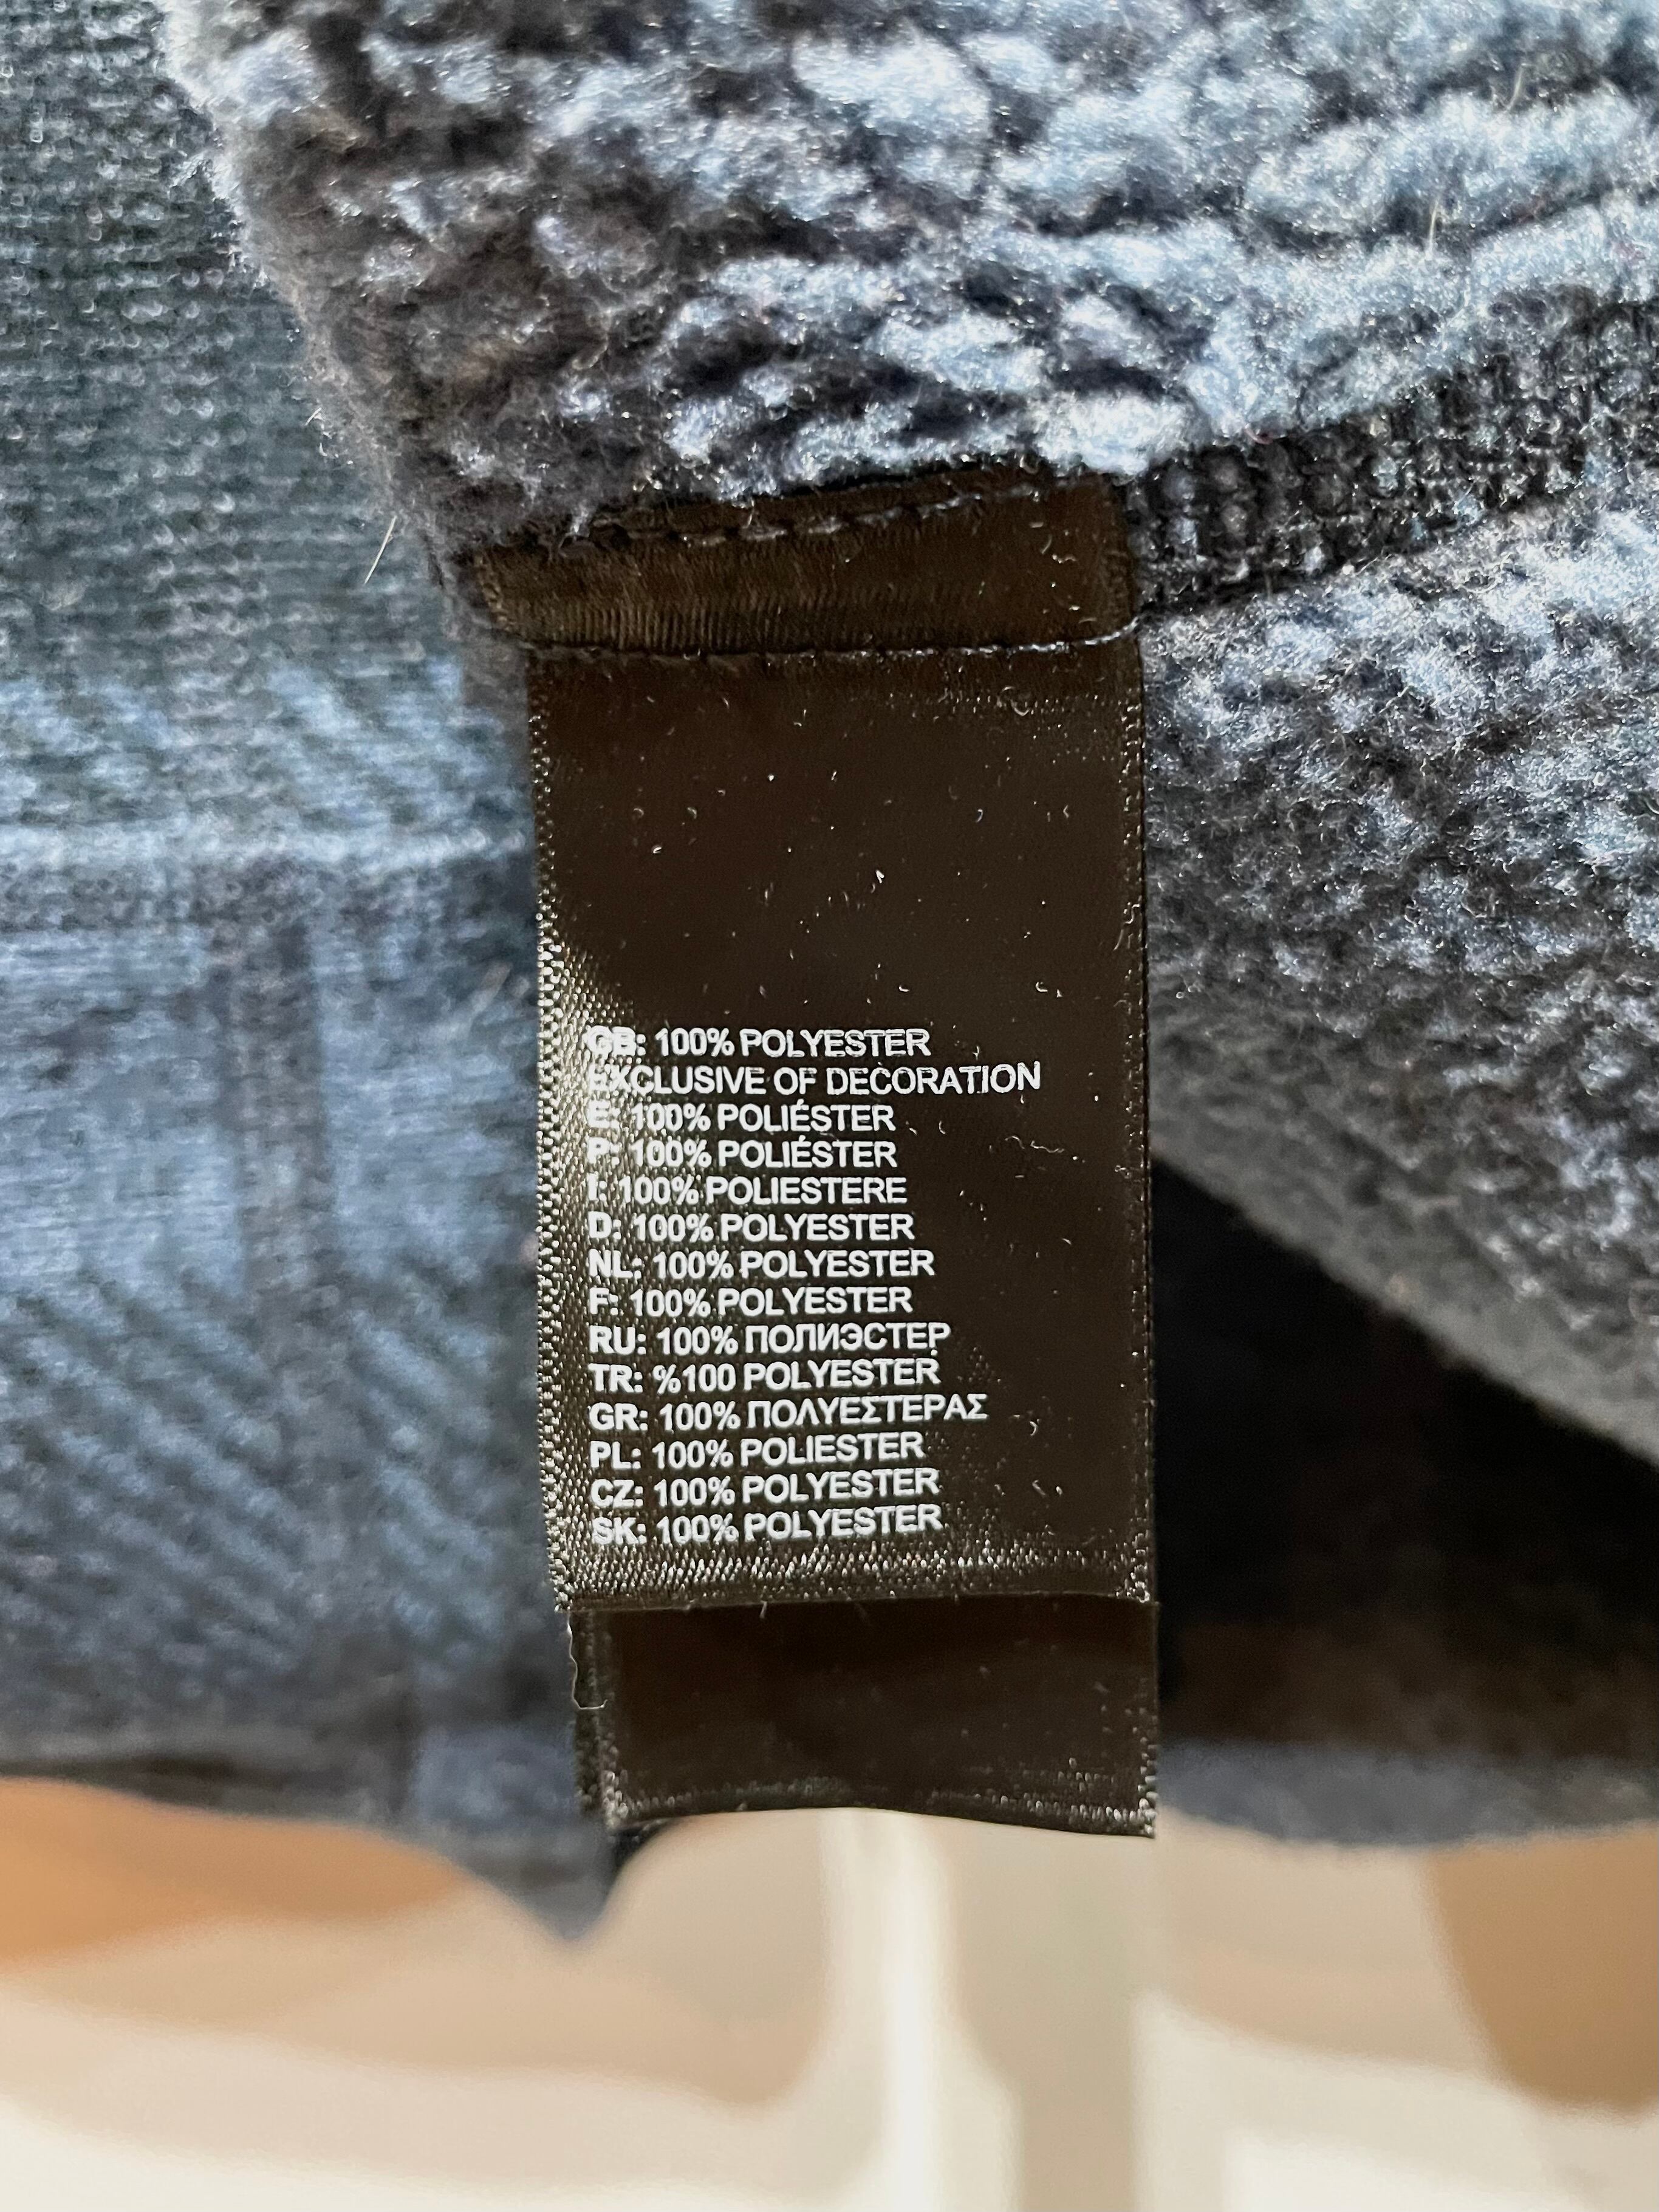 GB: 100% POLYESTER
EXCLUSIVE OF DECORATION
E: 100% POLIÉSTER
P: 100% POLIÉSTER
I: 100% POLIESTERE
D: 100% POLYESTER
NL: 100% POLYESTER
F: 100% POLYESTER
RU: 100% ПОЛИЭСТЕР
TR: %100 POLYESTER
GR: 100% ΠΟΛΥΕΣΤΕΡΑΣ
PL: 100% POLIESTER
CZ: 100% POLYESTER
SK: 100% POLYESTER